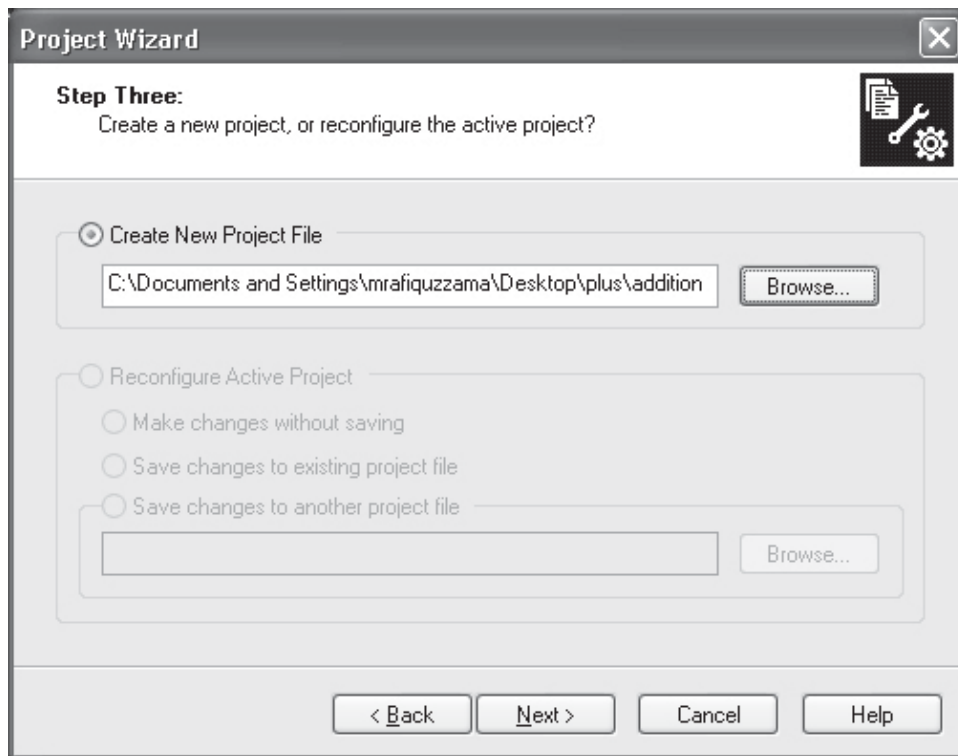 Project Wizard
Step Three:
Create a new project, or reconfigure the active project?
Create New Project File
C:\Documents and Settings\mrafiquzzama\Desktop\plus\addition
Browse...
Reconfigure Active Project
Make changes without saving
Save changes to existing project file
Save changes to another project file
Browse...
< Back
Next >
Cancel
Help